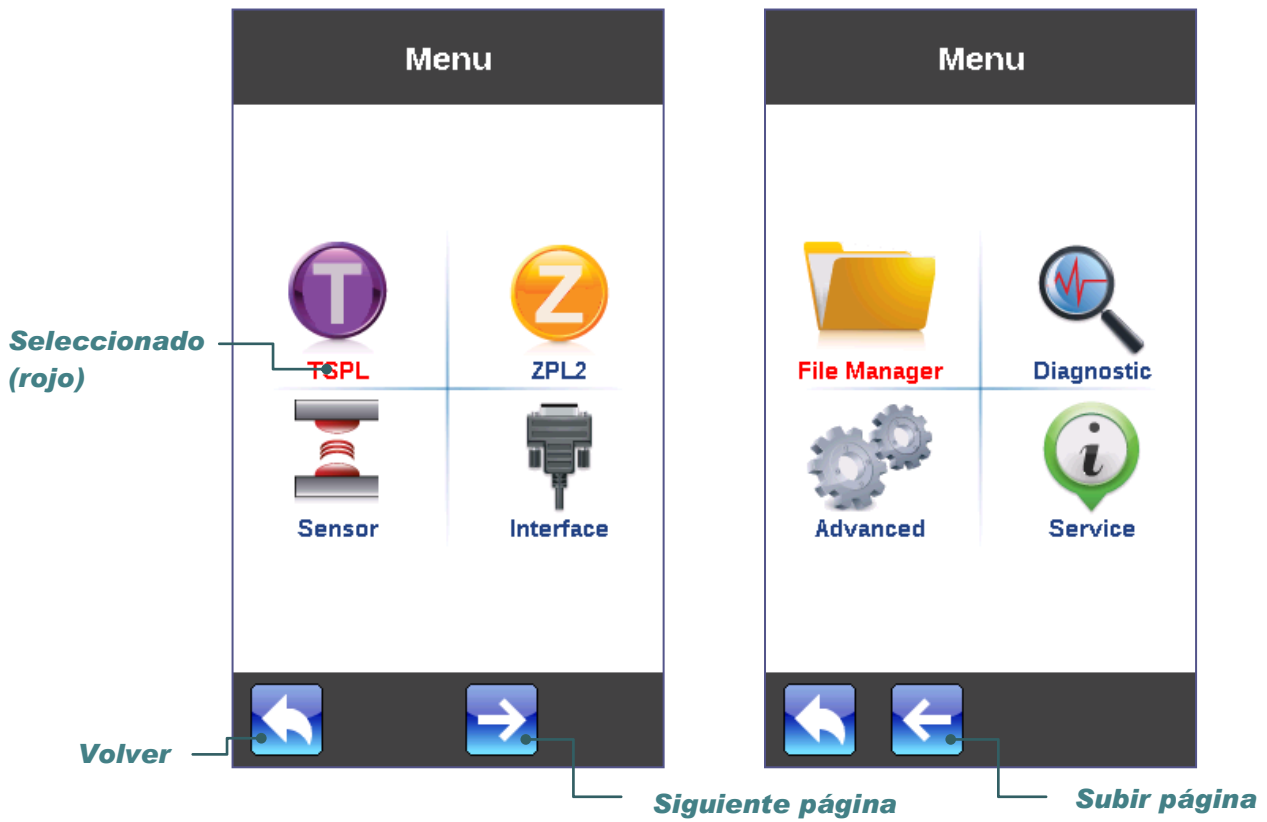 Menu
Menu
T
Z
Seleccionado
(rojo)
TSPL
ZPL2
File Manager
Diagnostic
i
Sensor
Interface
Advanced
Service
Volver
Siguiente página
Subir página